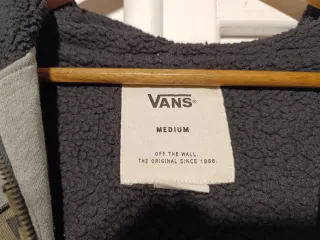 VANS®
MEDIUM
OFF THE WALL.
THE ORIGINAL SINCE 1966.